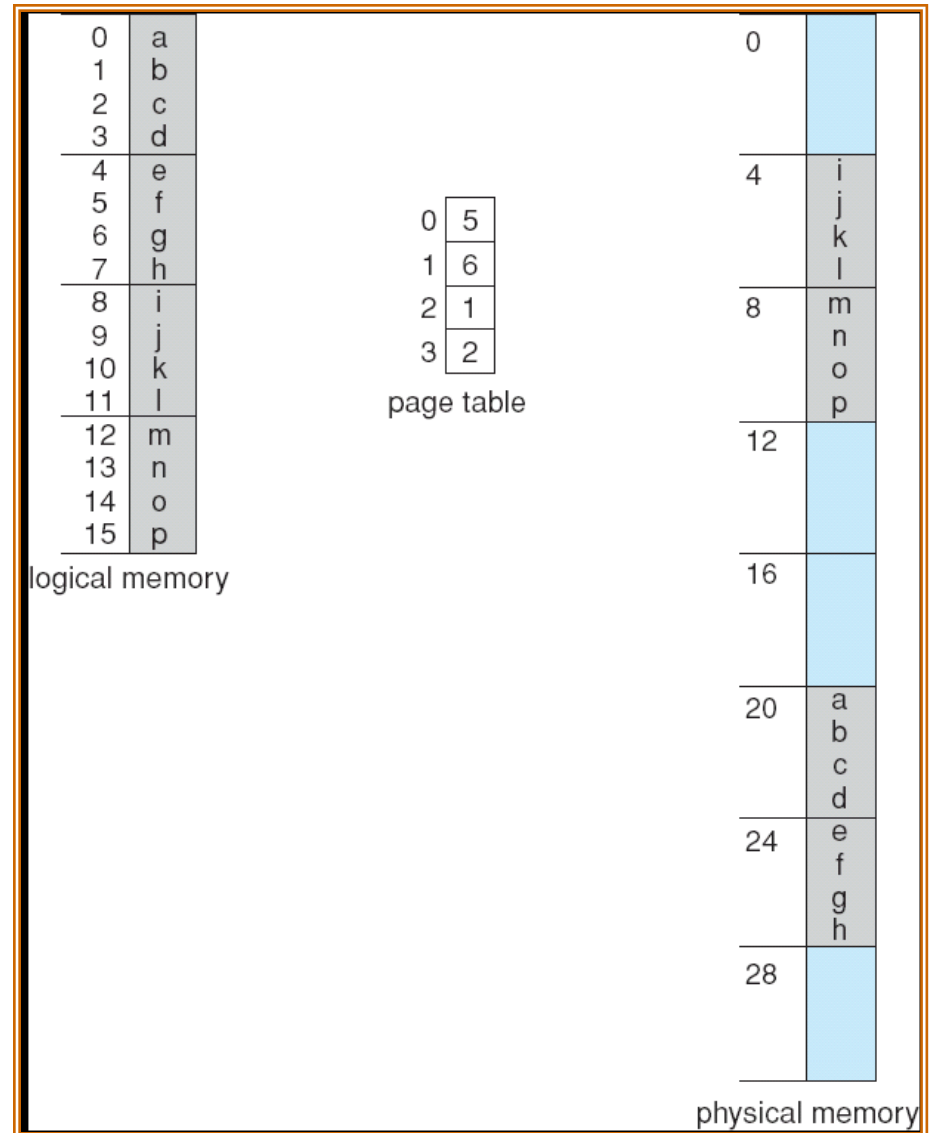 0 a
1 b
2 c
3 d
4 e
5 f
6 g
7 h
8 i
9 j
10 k
11 l
12 m
13 n
14 o
15 p
logical memory
0 5
1 6
2 1
3 2
page table
0
4 i
j
k
l
8 m
n
o
p
12
16
20 a
b
c
d
24 e
f
g
h
28
physical memory